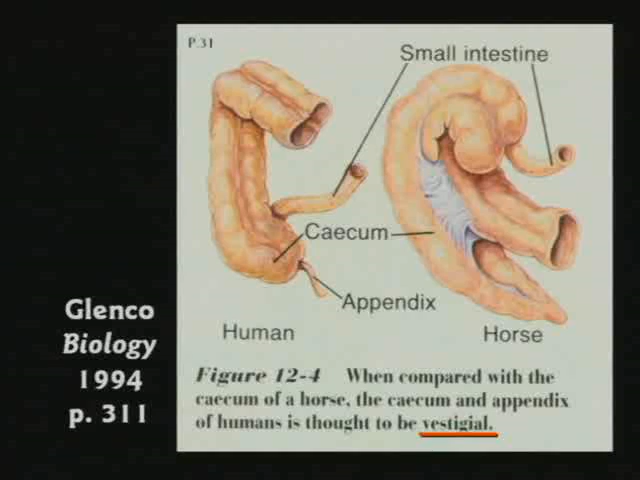 P.31
Small intestine
Caecum
Appendix
Human
Horse
Glenco
Biology
1994
p. 311
Figure 12-4 When compared with the
caecum of a horse, the caecum and appendix
of humans is thought to be vestigial.